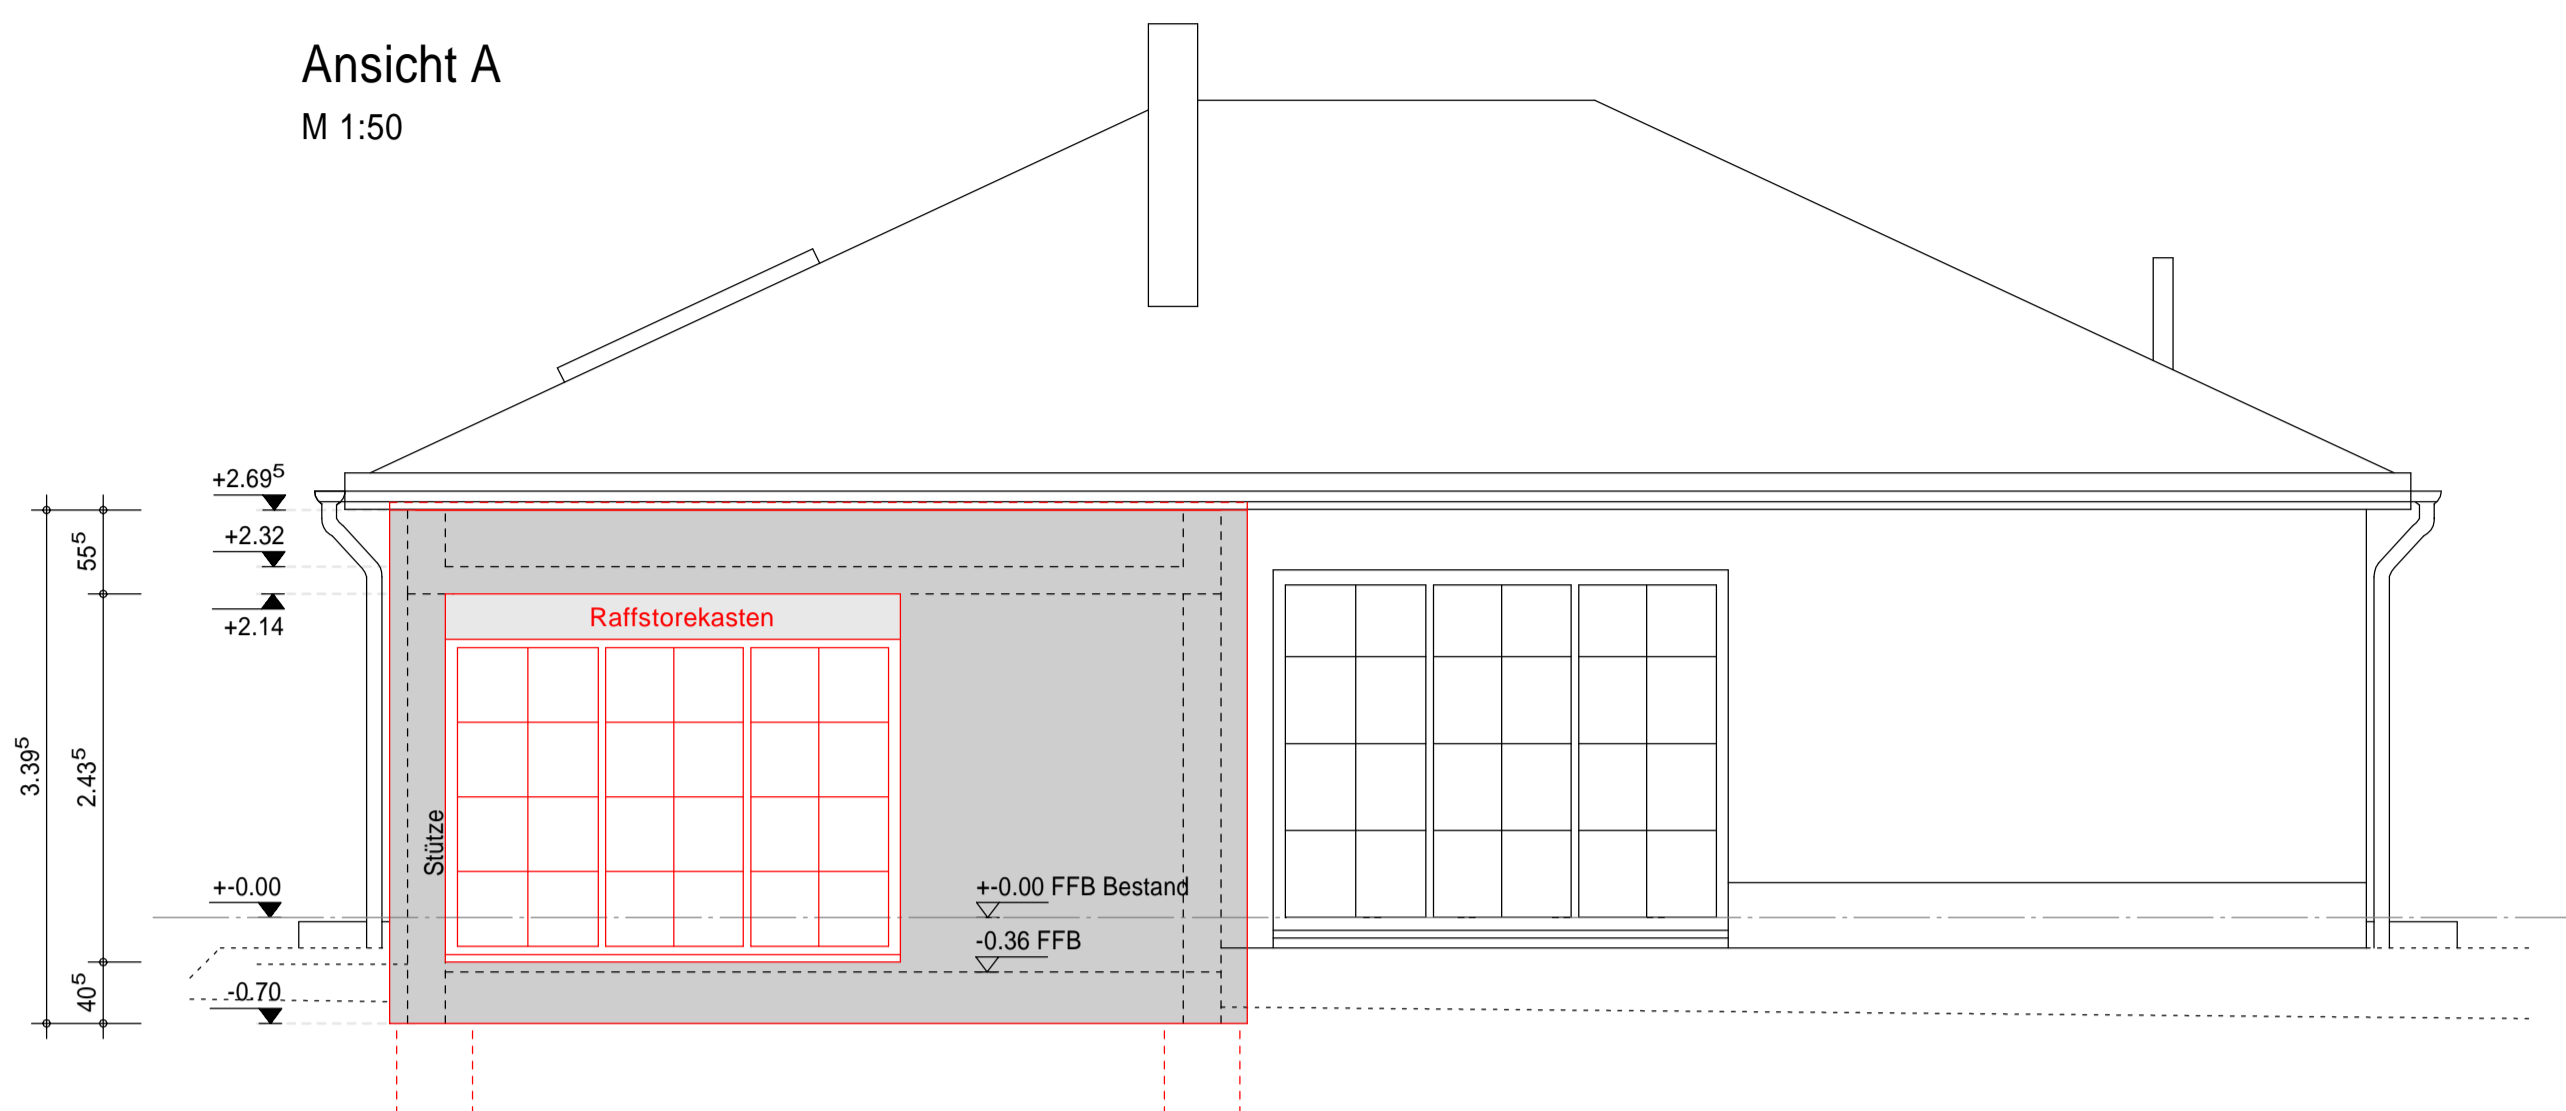 Ansicht A
M 1:50
+2.69⁵
+2.32
+2.14
55⁵
3.39⁵
2.43⁵
40⁵
Raffstorekasten
Stütze
+-0.00
+-0.00 FFB Bestand
-0.36 FFB
-0.70